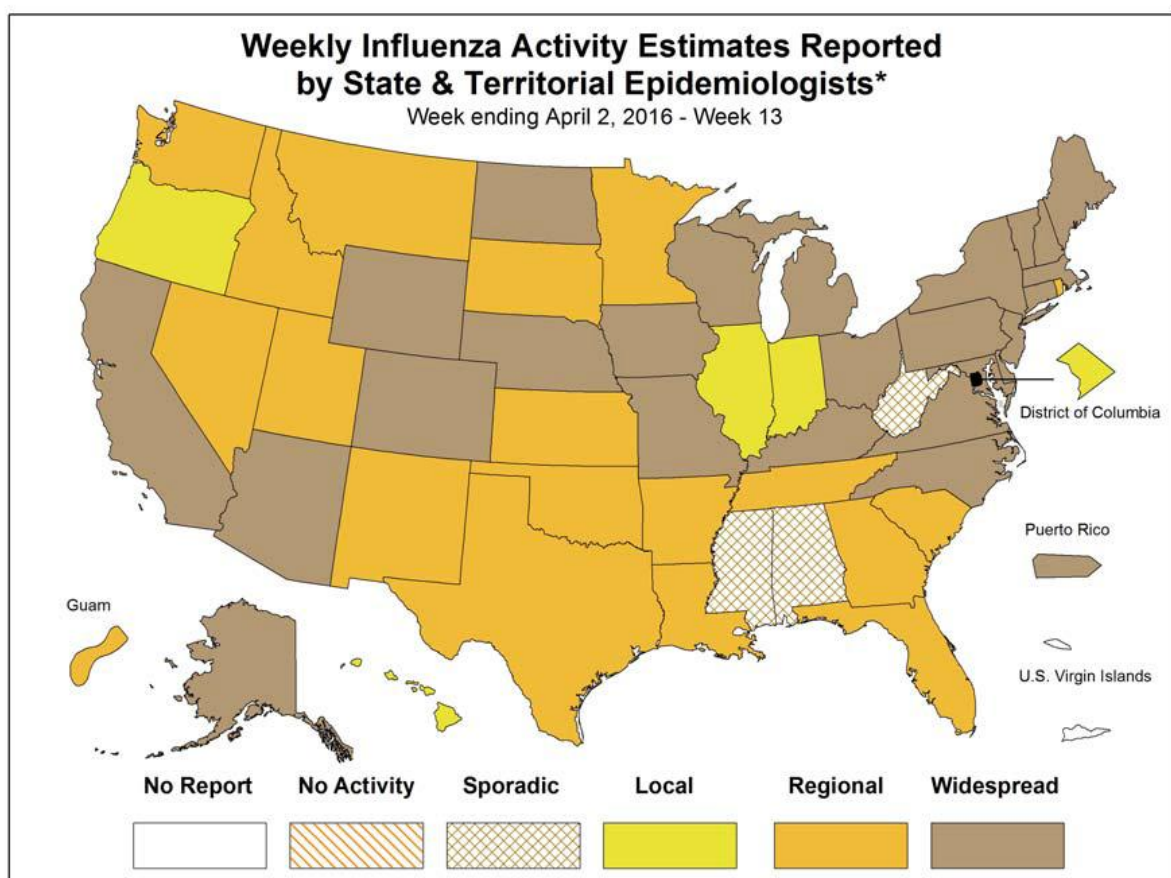 Weekly Influenza Activity Estimates Reported
by State & Territorial Epidemiologists*
Week ending April 2, 2016 - Week 13
District of Columbia
Puerto Rico
Guam
U.S. Virgin Islands
No Report No Activity Sporadic Local Regional Widespread